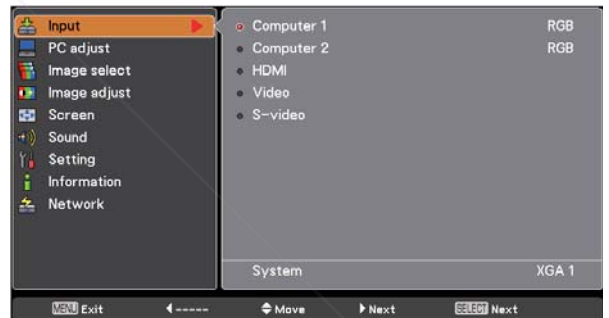 Input
PC adjust
Image select
Image adjust
Screen
Sound
Setting
Information
Network
Computer 1 RGB
Computer 2 RGB
HDMI
Video
S-video
System XGA 1
MENU Exit ----- Move Next SELECT Next